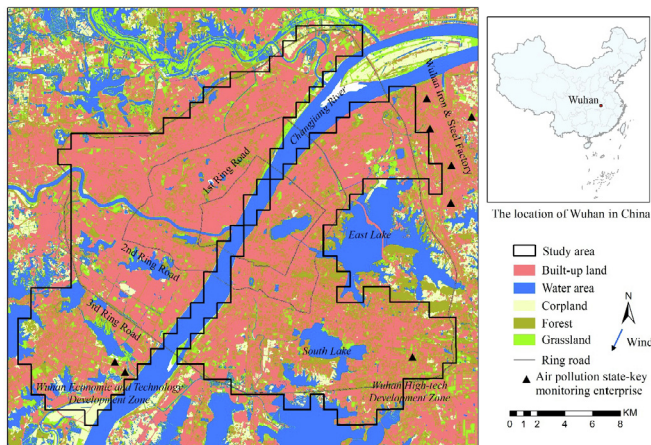 Wuhan Iron & Steel Factory
Changjiang River
1st Ring Road
East Lake
2nd Ring Road
3rd Ring Road
South Lake
Wuhan Economic and Technology
Development Zone
Wuhan High-tech
Development Zone
Wuhan
The location of Wuhan in China
Study area
Built-up land
Water area
Corpland
Forest
Grassland
Ring road
Air pollution state-key
monitoring enterprise
N
Wind
0 1 2 4 6 8
KM